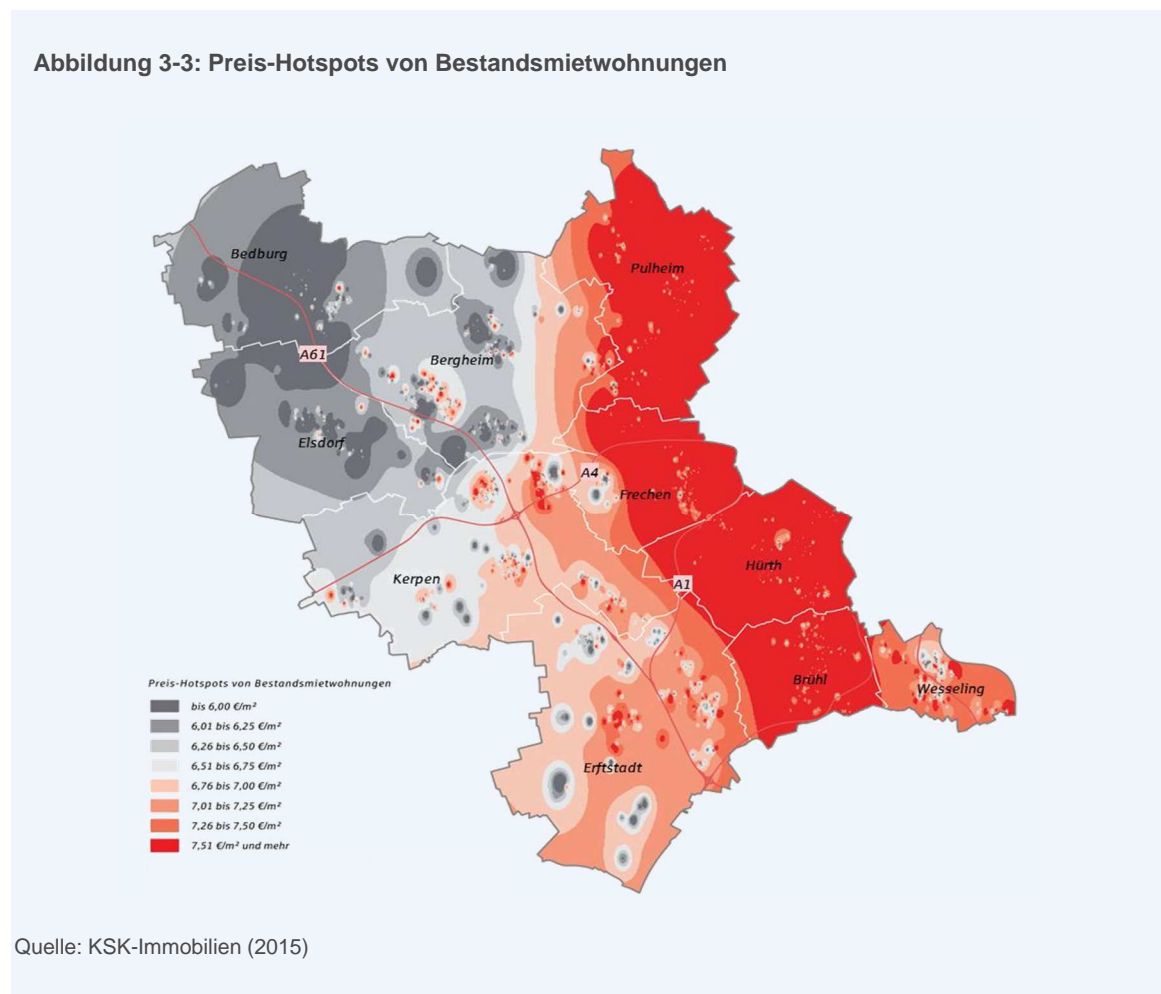 Abbildung 3-3: Preis-Hotspots von Bestandsmietwohnungen
Bedburg
Pulheim
A61
Bergheim
Elsdorf
A4
Frechen
Hürth
Kerpen
A1
Brühl
Wesseling
Erftstadt
Preis-Hotspots von Bestandsmietwohnungen
bis 6,00 €/m²
6,01 bis 6,25 €/m²
6,26 bis 6,50 €/m²
6,51 bis 6,75 €/m²
6,76 bis 7,00 €/m²
7,01 bis 7,25 €/m²
7,26 bis 7,50 €/m²
7,51 €/m² und mehr
Quelle: KSK-Immobilien (2015)